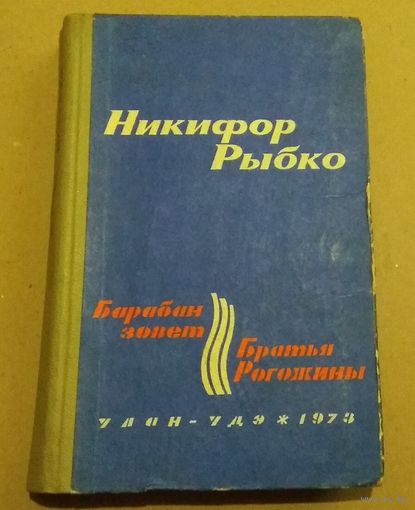 Никифор
Рыбко
Барабан
зовет
Братья
Рогожины
УЛАН-УДЭ * 1973